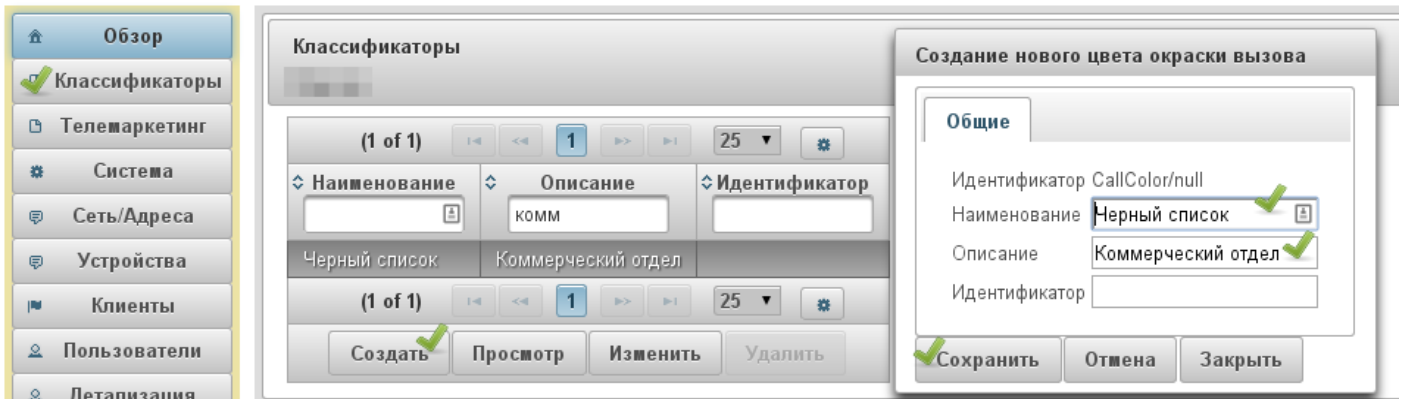 Обзор
Классификаторы
Телемаркетинг
Система
Сеть/Адреса
Устройства
Клиенты
Пользователи
Детализация
Классификаторы
(1 of 1) 1 25
Наименование Описание Идентификатор
комм
Черный список Коммерческий отдел
(1 of 1) 1 25
Создать Просмотр Изменить Удалить
Создание нового цвета окраски вызова
Общие
Идентификатор CallColor/null
Наименование Черный список
Описание Коммерческий отдел
Идентификатор
Сохранить Отмена Закрыть